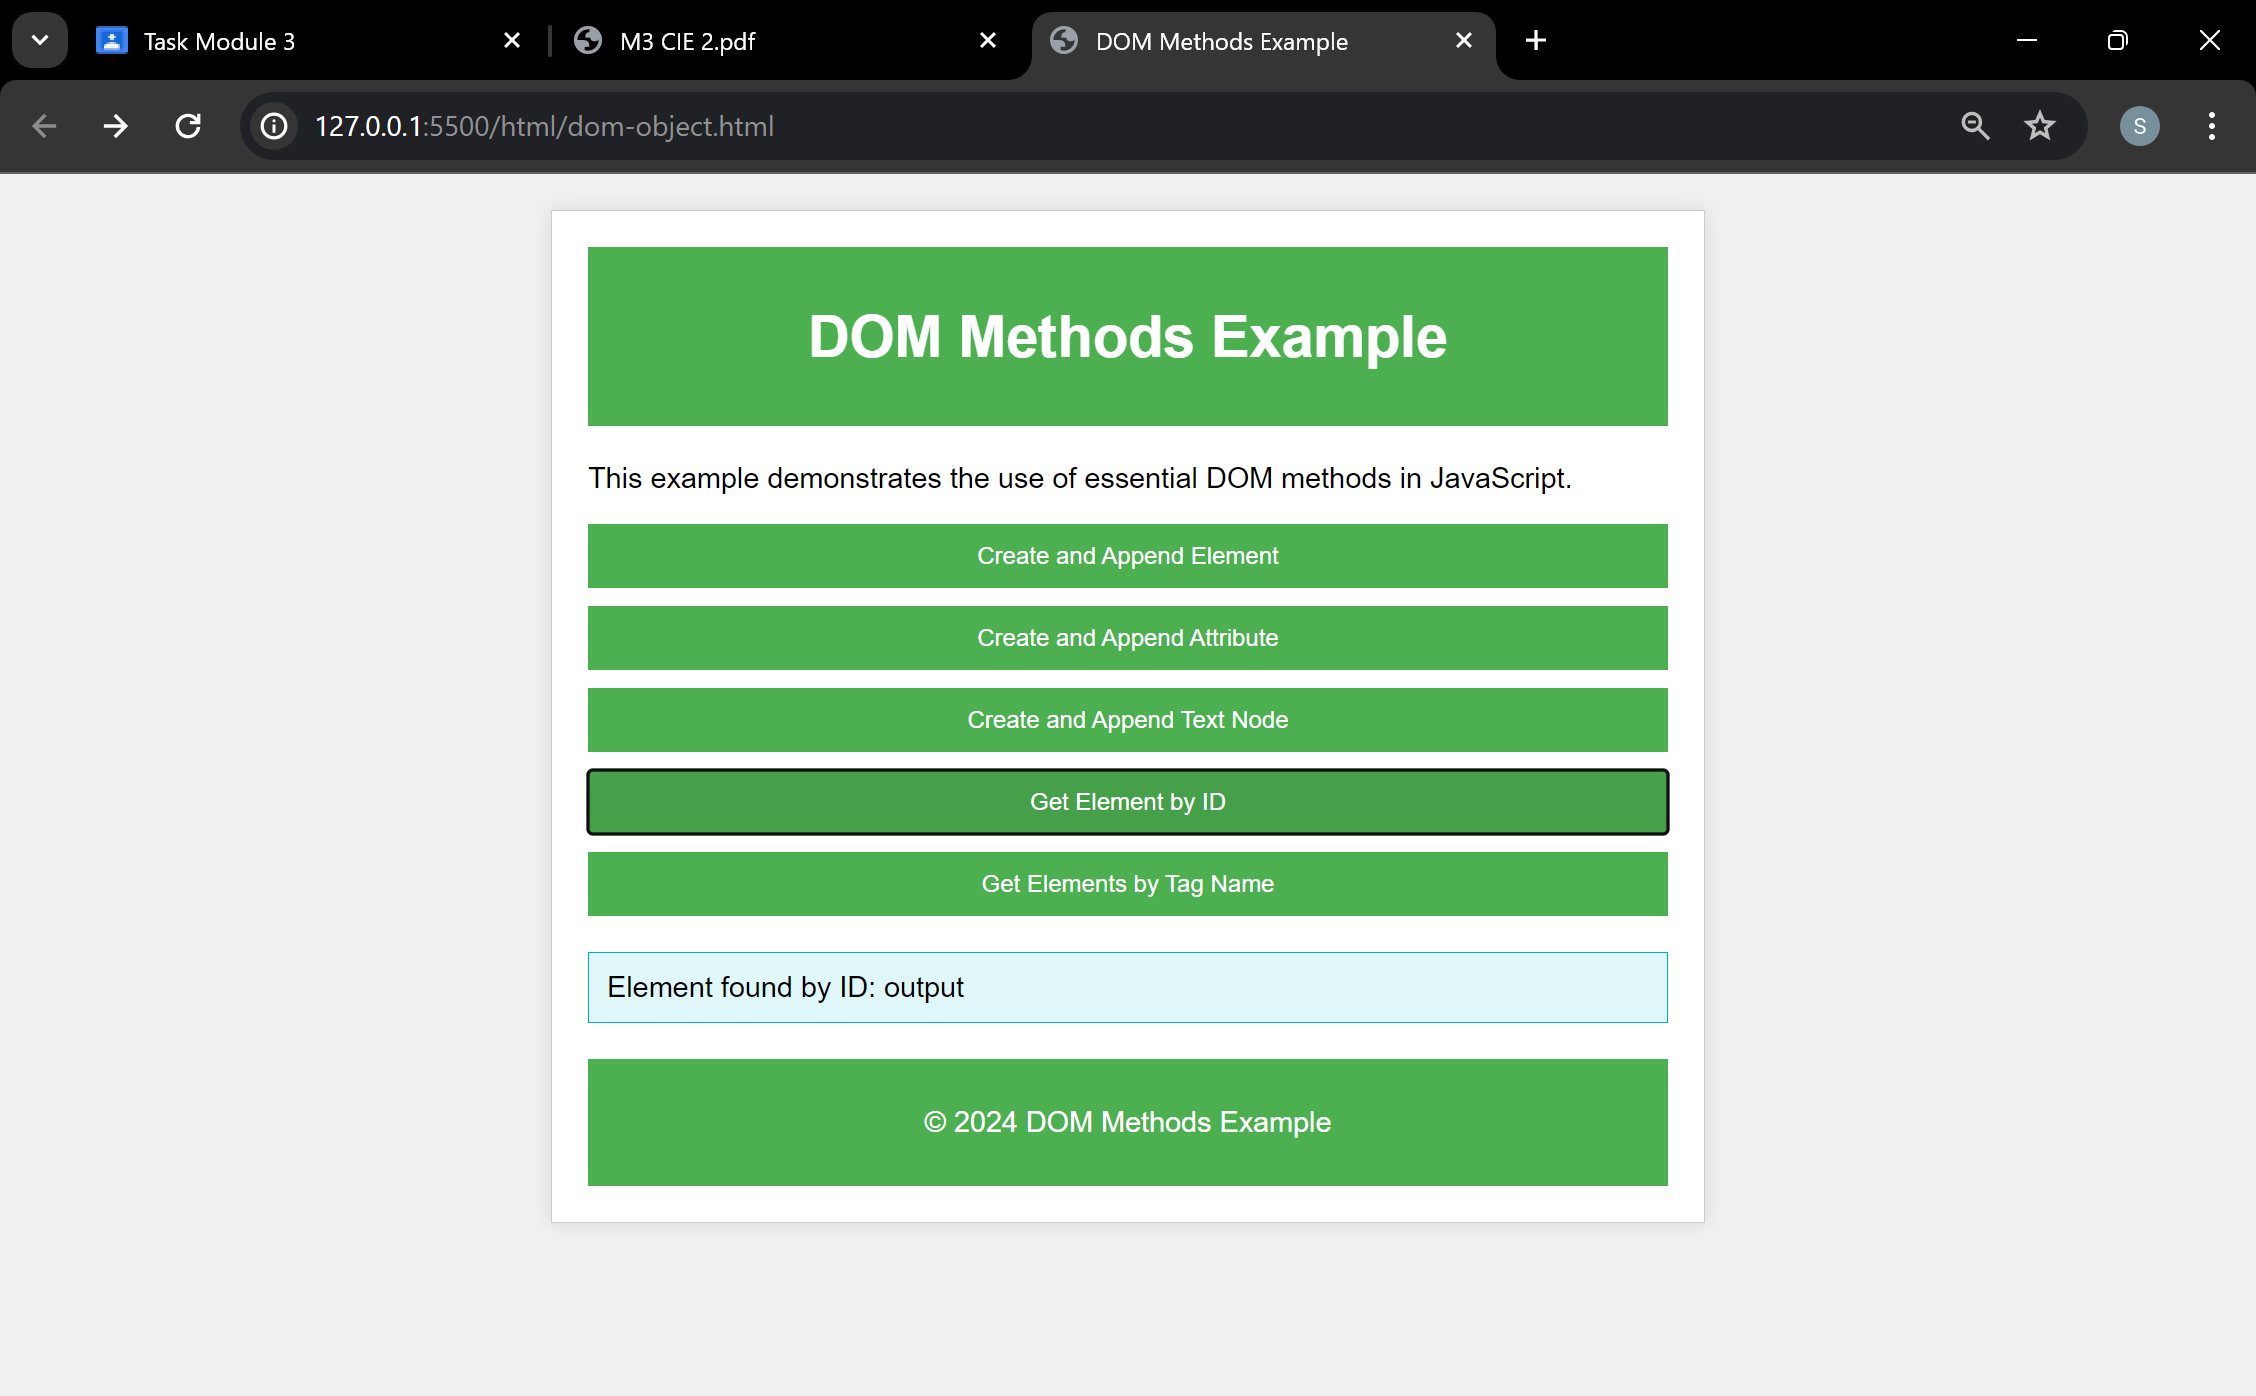 Task Module 3
M3 CIE 2.pdf
DOM Methods Example
127.0.0.1:5500/html/dom-object.html
S
DOM Methods Example
This example demonstrates the use of essential DOM methods in JavaScript.
Create and Append Element
Create and Append Attribute
Create and Append Text Node
Get Element by ID
Get Elements by Tag Name
Element found by ID: output
© 2024 DOM Methods Example